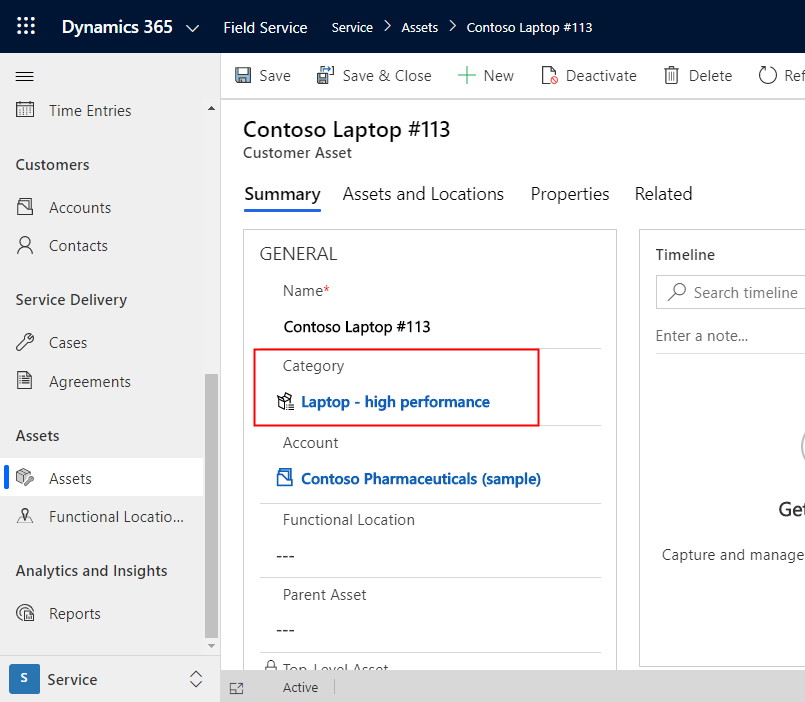 Dynamics 365
Field Service
Service
Assets
Contoso Laptop #113
Time Entries
Customers
Accounts
Contacts
Service Delivery
Cases
Agreements
Assets
Assets
Functional Locatio...
Analytics and Insights
Reports
S
Service
Save
Save & Close
New
Deactivate
Delete
Ref
Contoso Laptop #113
Customer Asset
Summary
Assets and Locations
Properties
Related
GENERAL
Name*
Contoso Laptop #113
Category
Laptop - high performance
Account
Contoso Pharmaceuticals (sample)
Functional Location
---
Parent Asset
---
Top-Level Asset
Timeline
Search timeline
Enter a note...
Get
Capture and manage
Active